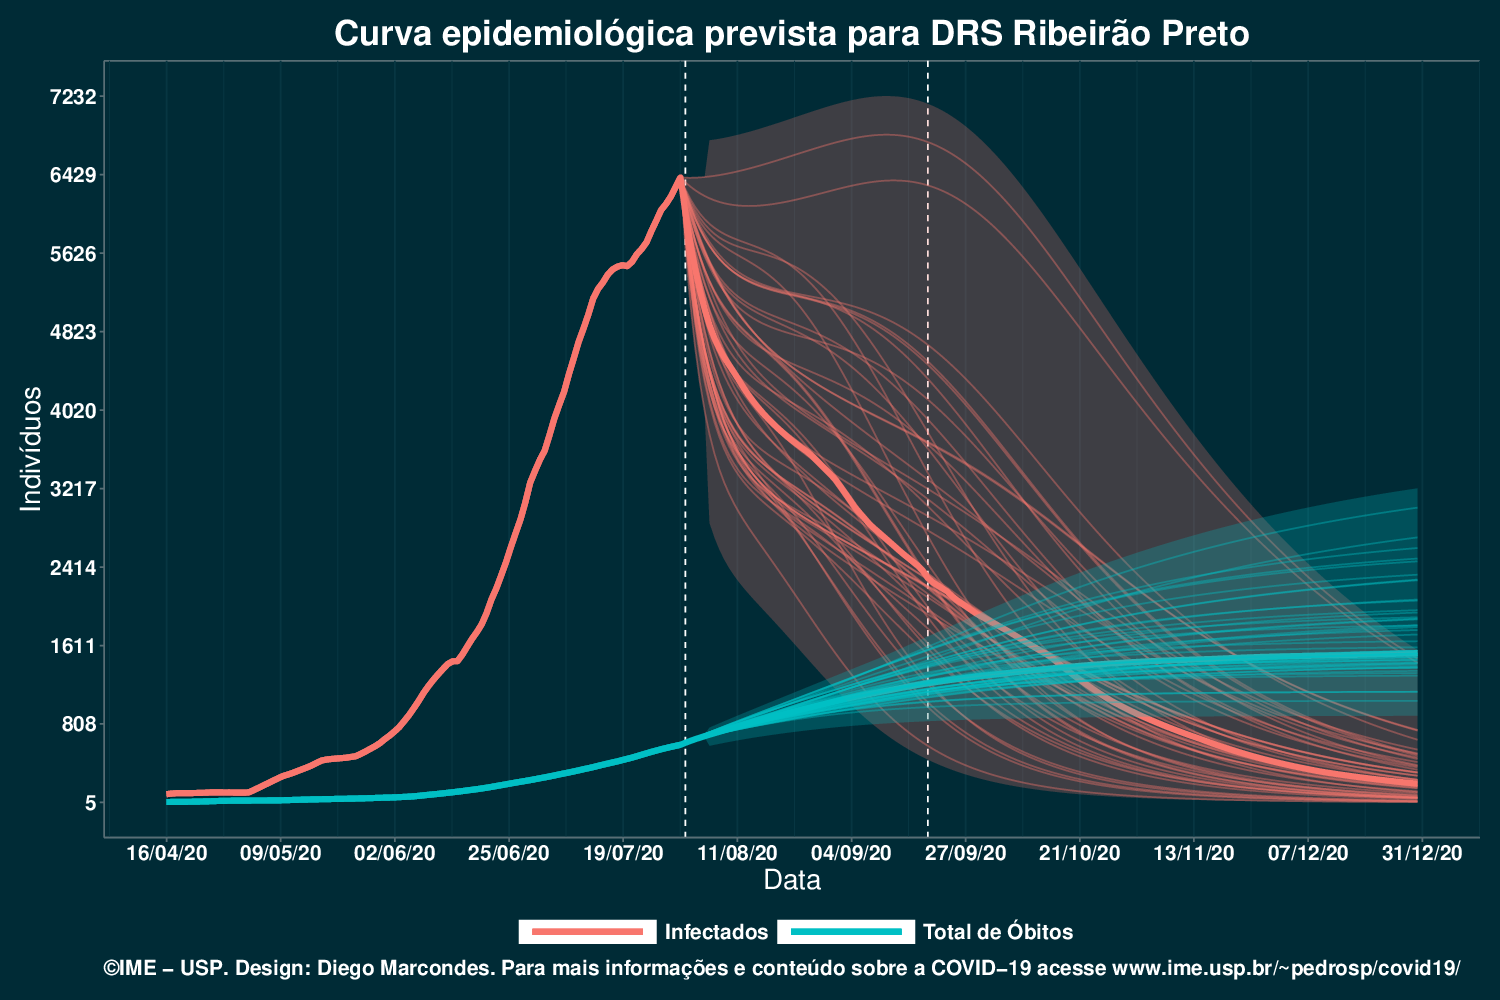 Curva epidemiológica prevista para DRS Ribeirão Preto
7232
6429
5626
4823
4020
3217
2414
1611
808
5
Indivíduos
16/04/20 09/05/20 02/06/20 25/06/20 19/07/20 11/08/20 04/09/20 27/09/20 21/10/20 13/11/20 07/12/20 31/12/20
Data
Infectados Total de Óbitos
©IME − USP. Design: Diego Marcondes. Para mais informações e conteúdo sobre a COVID−19 acesse www.ime.usp.br/~pedrosp/covid19/